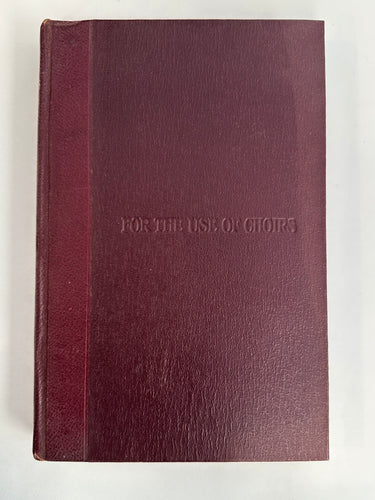 FOR THE USE OF CHOIRS